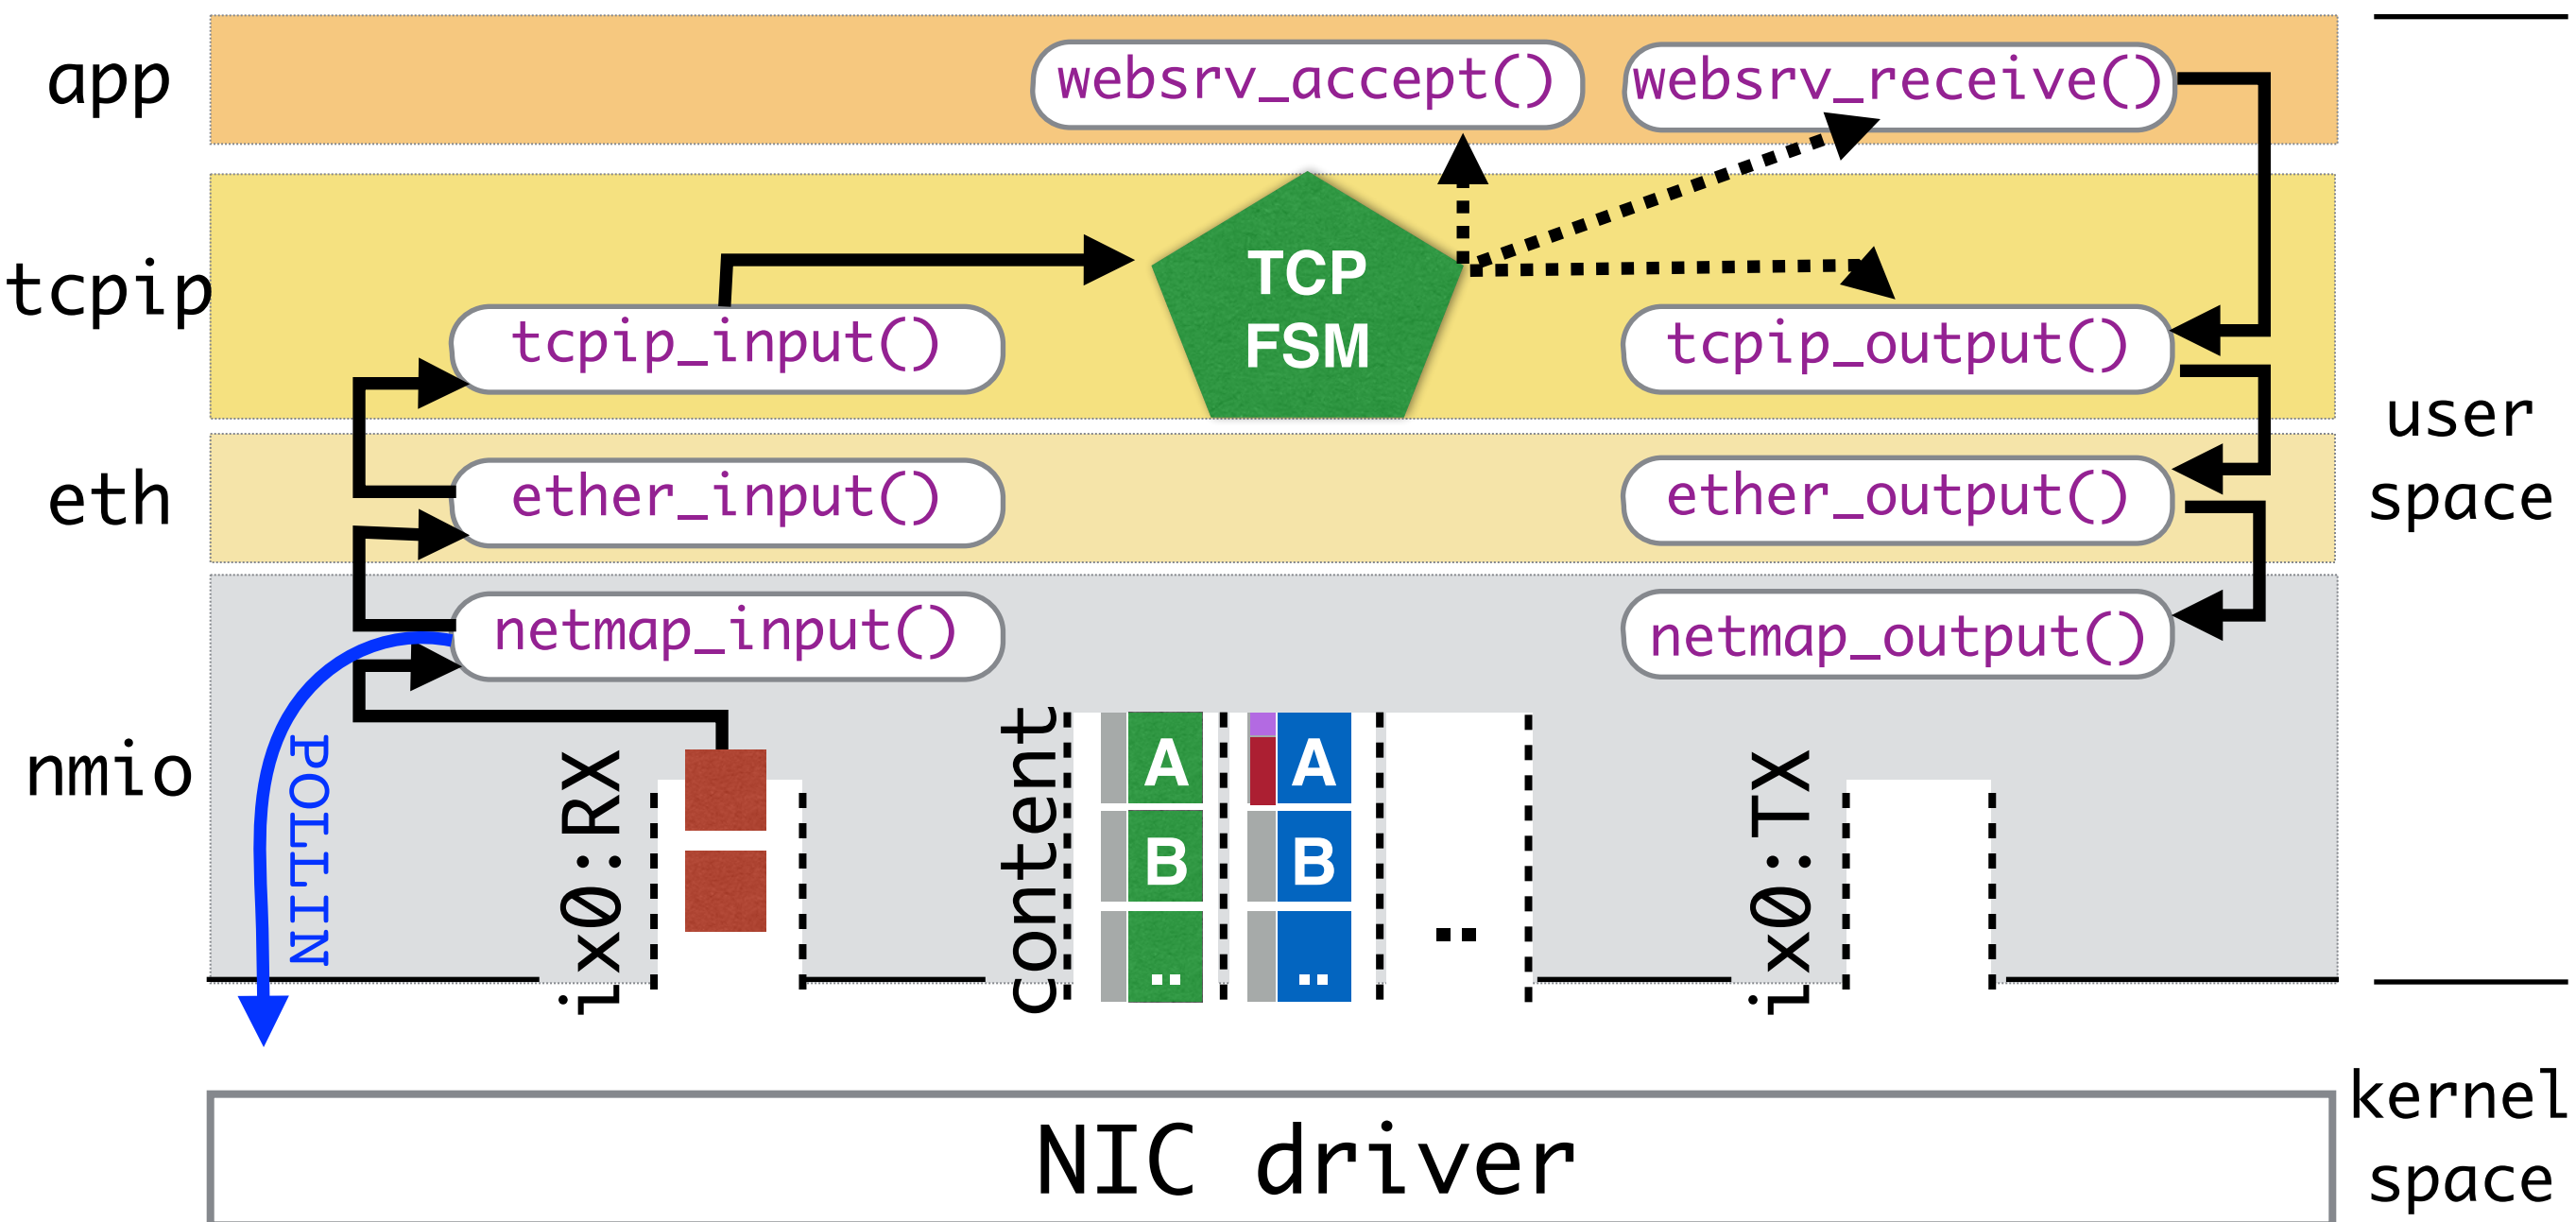 app
websrv_accept()
websrv_receive()
tcpip
TCP
FSM
tcpip_input()
tcpip_output()
eth
ether_input()
ether_output()
user
space
nmio
netmap_input()
netmap_output()
POLLIN
ix0:RX
content
A
B
..
A
B
..
..
ix0:TX
NIC driver
kernel
space